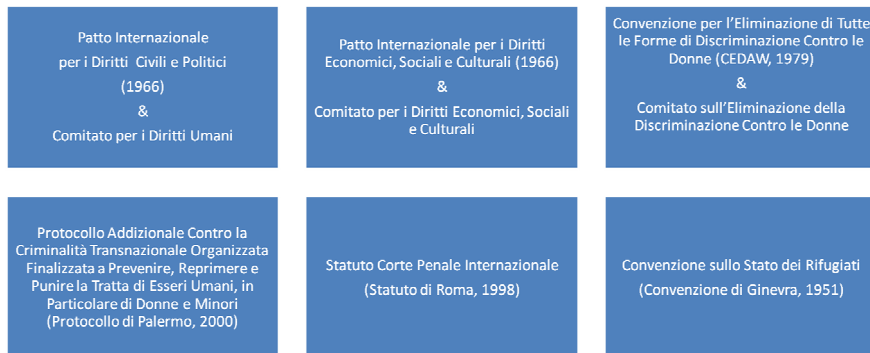 Patto Internazionale
per i Diritti Civili e Politici
(1966)
&
Comitato per i Diritti Umani
Patto Internazionale per i Diritti
Economici, Sociali e Culturali (1966)
&
Comitato per i Diritti Economici, Sociali
e Culturali
Convenzione per l’Eliminazione di Tutte
le Forme di Discriminazione Contro le
Donne (CEDAW, 1979)
&
Comitato sull’Eliminazione della
Discriminazione Contro le Donne
Protocollo Addizionale Contro la
Criminalità Transnazionale Organizzata
Finalizzata a Prevenire, Reprimere e
Punire la Tratta di Esseri Umani, in
Particolare di Donne e Minori
(Protocollo di Palermo, 2000)
Statuto Corte Penale Internazionale
(Statuto di Roma, 1998)
Convenzione sullo Stato dei Rifugiati
(Convenzione di Ginevra, 1951)